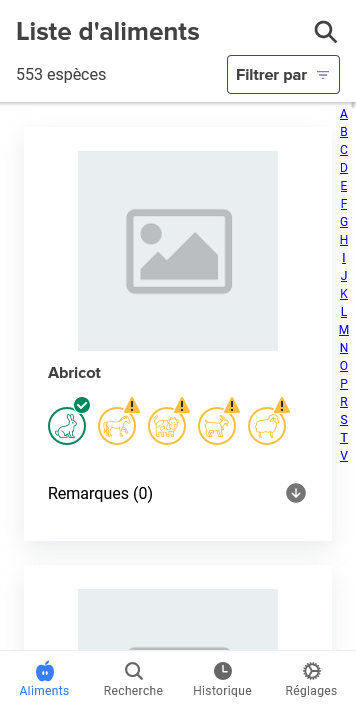 Liste d'aliments
553 espèces
Filtrer par
A
B
C
D
E
F
G
H
I
J
K
L
M
N
O
P
R
S
T
V
Abricot
Remarques (0)
Aliments
Recherche
Historique
Réglages